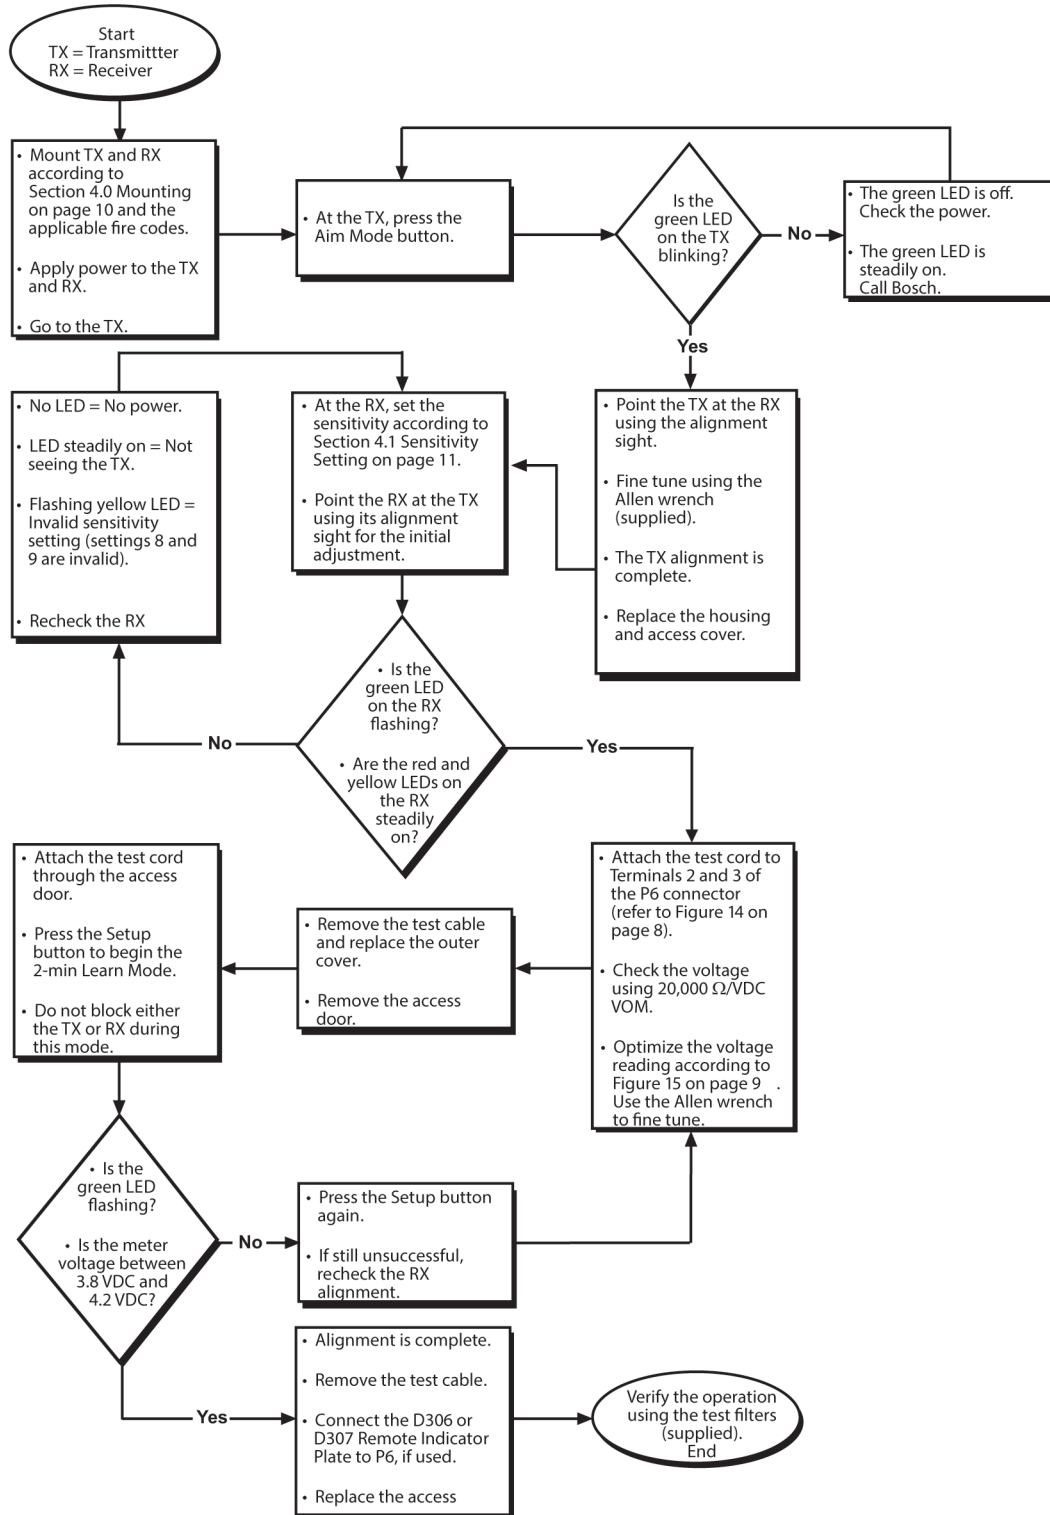 Start
TX = Transmittter
RX = Receiver
• Mount TX and RX
according to
Section 4.0 Mounting
on page 10 and the
applicable fire codes.
• Apply power to the TX
and RX.
• Go to the TX.
• At the TX, press the
Aim Mode button.
Is the
green LED
on the TX
blinking?
No
• The green LED is off.
Check the power.
• The green LED is
steadily on.
Call Bosch.
Yes
• Point the TX at the RX
using the alignment
sight.
• Fine tune using the
Allen wrench
(supplied).
• The TX alignment is
complete.
• Replace the housing
and access cover.
• At the RX, set the
sensitivity according to
Section 4.1 Sensitivity
Setting on page 11.
• Point the RX at the TX
using its alignment
sight for the initial
adjustment.
• No LED = No power.
• LED steadily on = Not
seeing the TX.
• Flashing yellow LED =
Invalid sensitivity
setting (settings 8 and
9 are invalid).
• Recheck the RX
• Is the
green LED
on the RX
flashing?
• Are the red and
yellow LEDs on
the RX
steadily
on?
No
Yes
• Attach the test cord to
Terminals 2 and 3 of
the P6 connector
(refer to Figure 14 on
page 8).
• Check the voltage
using 20,000 Ω/VDC
VOM.
• Optimize the voltage
reading according to
Figure 15 on page 9 .
Use the Allen wrench
to fine tune.
• Remove the test cable
and replace the outer
cover.
• Remove the access
door.
• Attach the test cord
through the access
door.
• Press the Setup
button to begin the
2-min Learn Mode.
• Do not block either
the TX or RX during
this mode.
• Is the
green LED
flashing?
• Is the meter
voltage between
3.8 VDC and
4.2 VDC?
No
• Press the Setup button
again.
• If still unsuccessful,
recheck the RX
alignment.
Yes
• Alignment is complete.
• Remove the test cable.
• Connect the D306 or
D307 Remote Indicator
Plate to P6, if used.
• Replace the access
Verify the operation
using the test filters
(supplied).
End